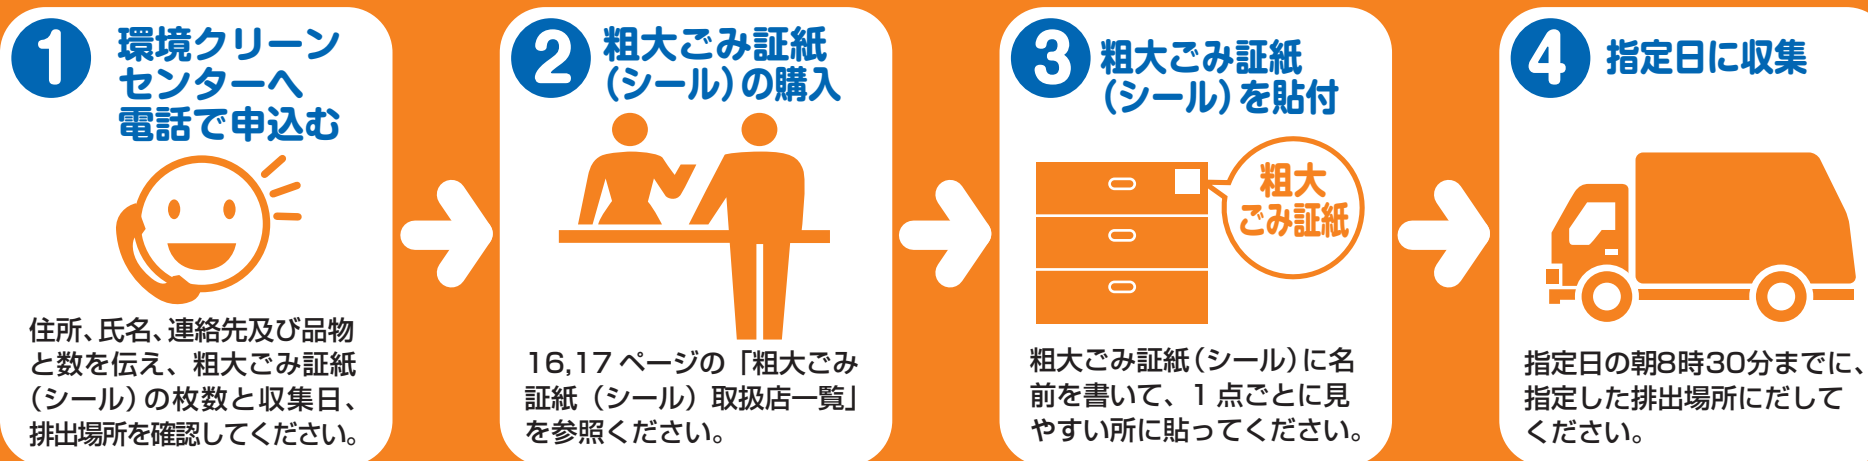 1
環境クリーン
センターへ
電話で申込む
住所、氏名、連絡先及び品物
と数を伝え、粗大ごみ証紙
（シール）の枚数と収集日、
排出場所を確認してください。
2
粗大ごみ証紙
（シール）の購入
16,17 ページの「粗大ごみ
証紙（シール）取扱店一覧」
を参照ください。
3
粗大ごみ証紙
（シール）を貼付
粗大
ごみ証紙
粗大ごみ証紙（シール）に名
前を書いて、1 点ごとに見
やすい所に貼ってください。
4
指定日に収集
指定日の朝8時30分までに、
指定した排出場所にだして
ください。